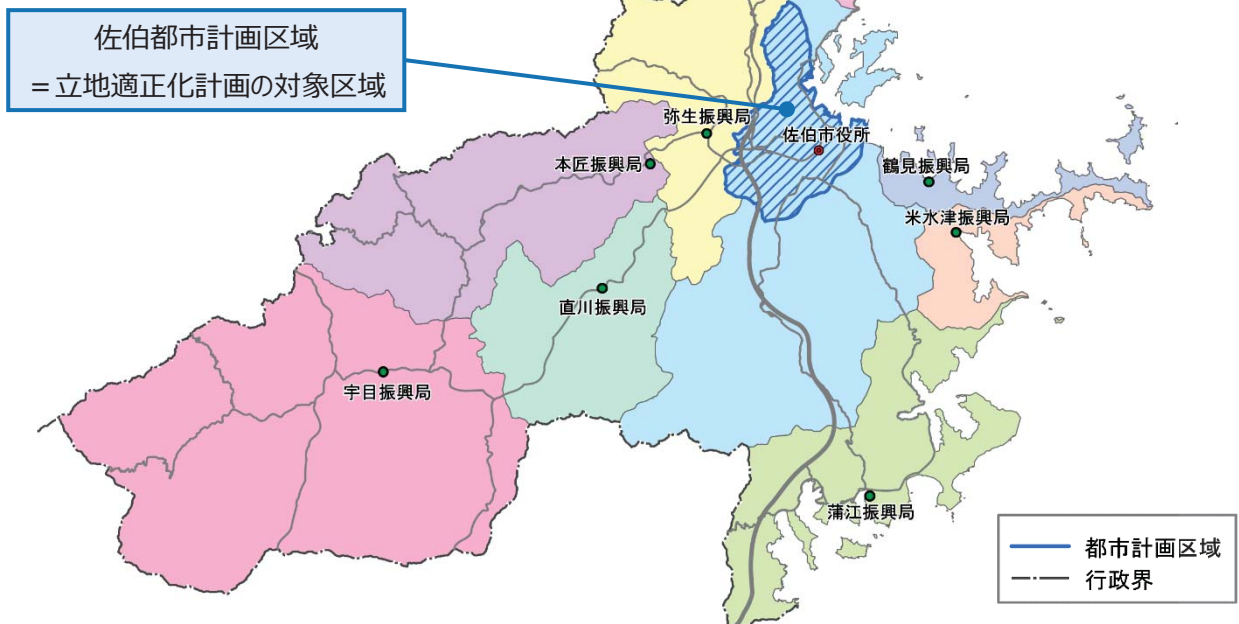 佐伯都市計画区域
＝立地適正化計画の対象区域
弥生振興局
佐伯市役所
本匠振興局
鶴見振興局
米水津振興局
直川振興局
宇目振興局
蒲江振興局
都市計画区域
行政界